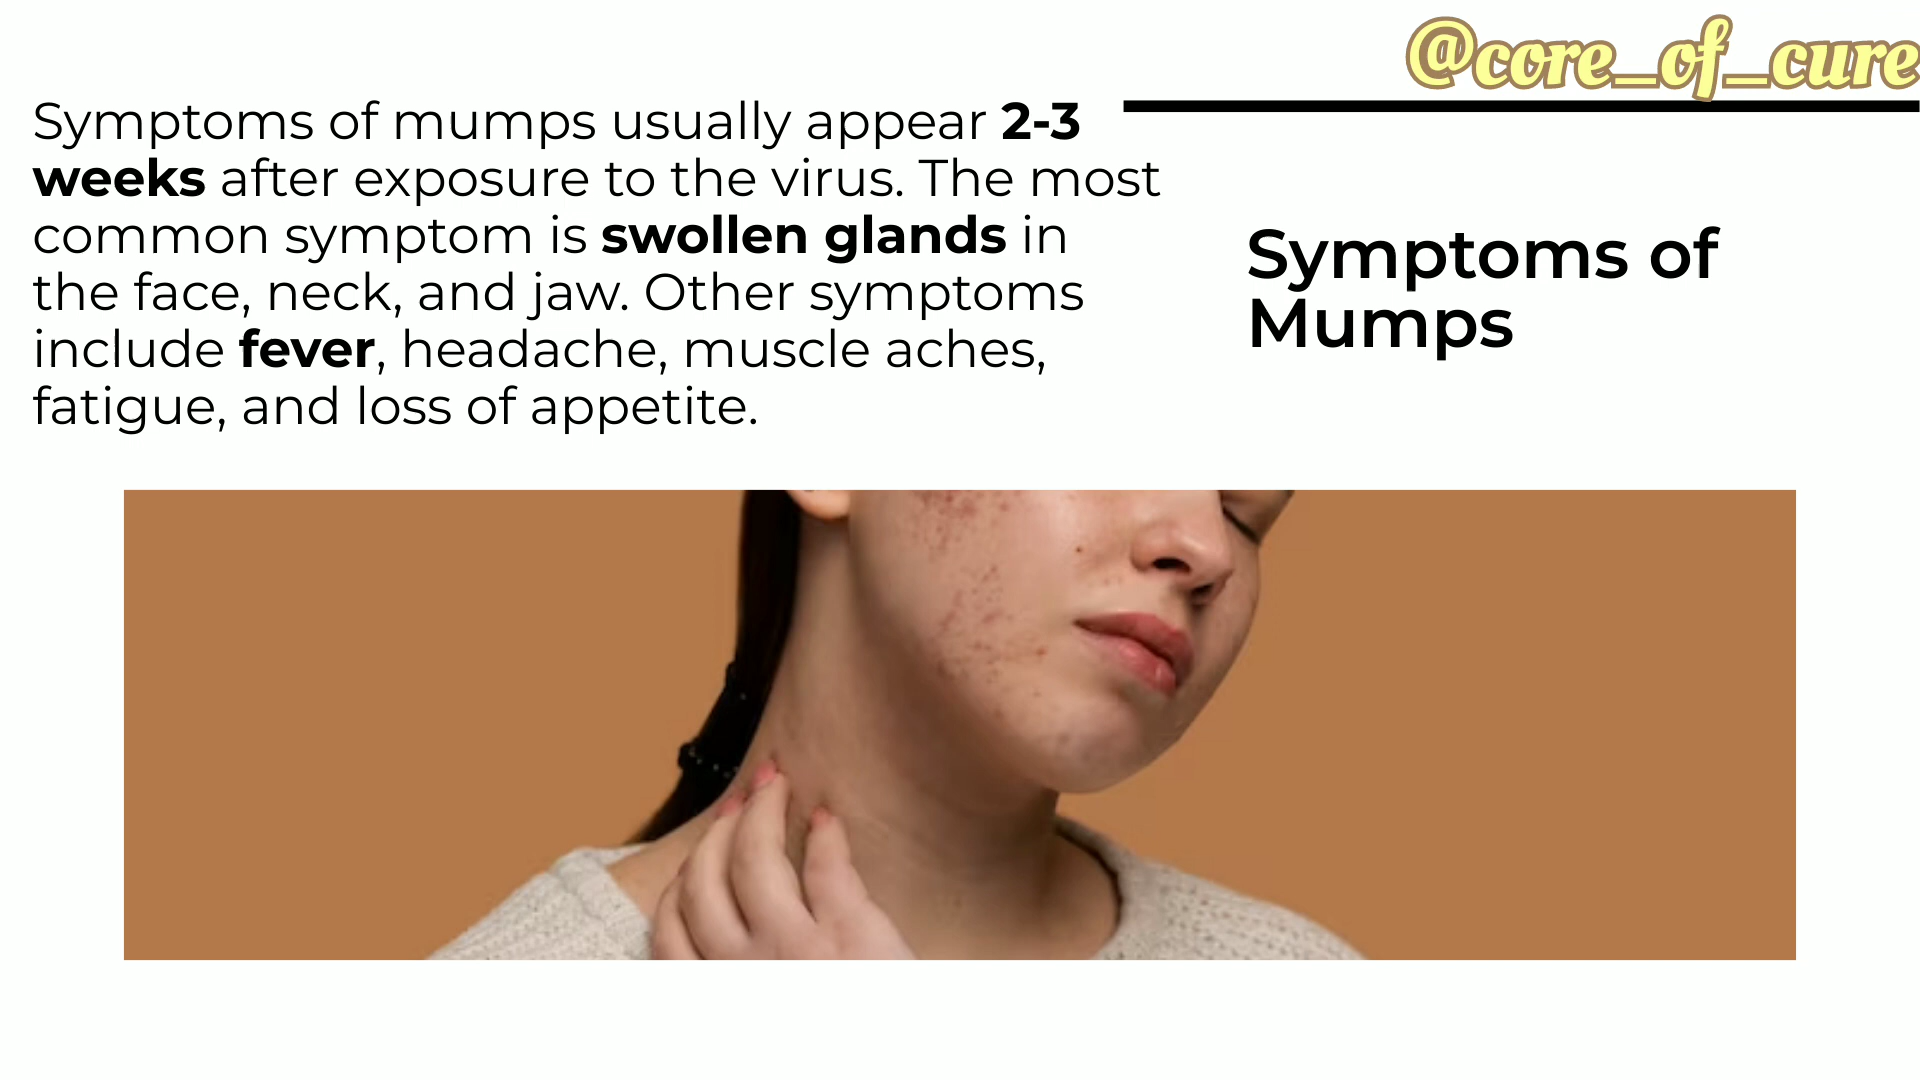 @core_of_cure
Symptoms of mumps usually appear 2-3
weeks after exposure to the virus. The most
common symptom is swollen glands in
the face, neck, and jaw. Other symptoms
include fever, headache, muscle aches,
fatigue, and loss of appetite.
Symptoms of
Mumps